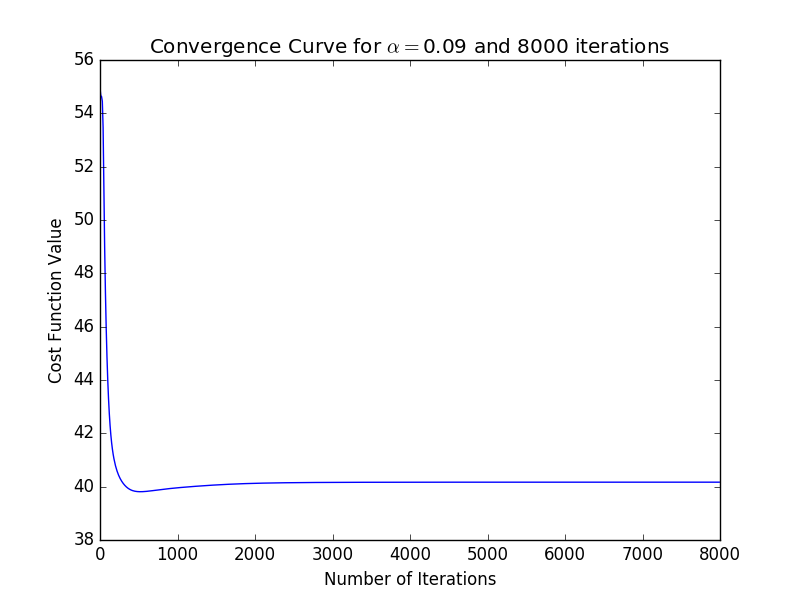 Convergence Curve for α = 0.09 and 8000 iterations
56
54
52
50
48
46
44
42
40
38
Cost Function Value
0 1000 2000 3000 4000 5000 6000 7000 8000
Number of Iterations